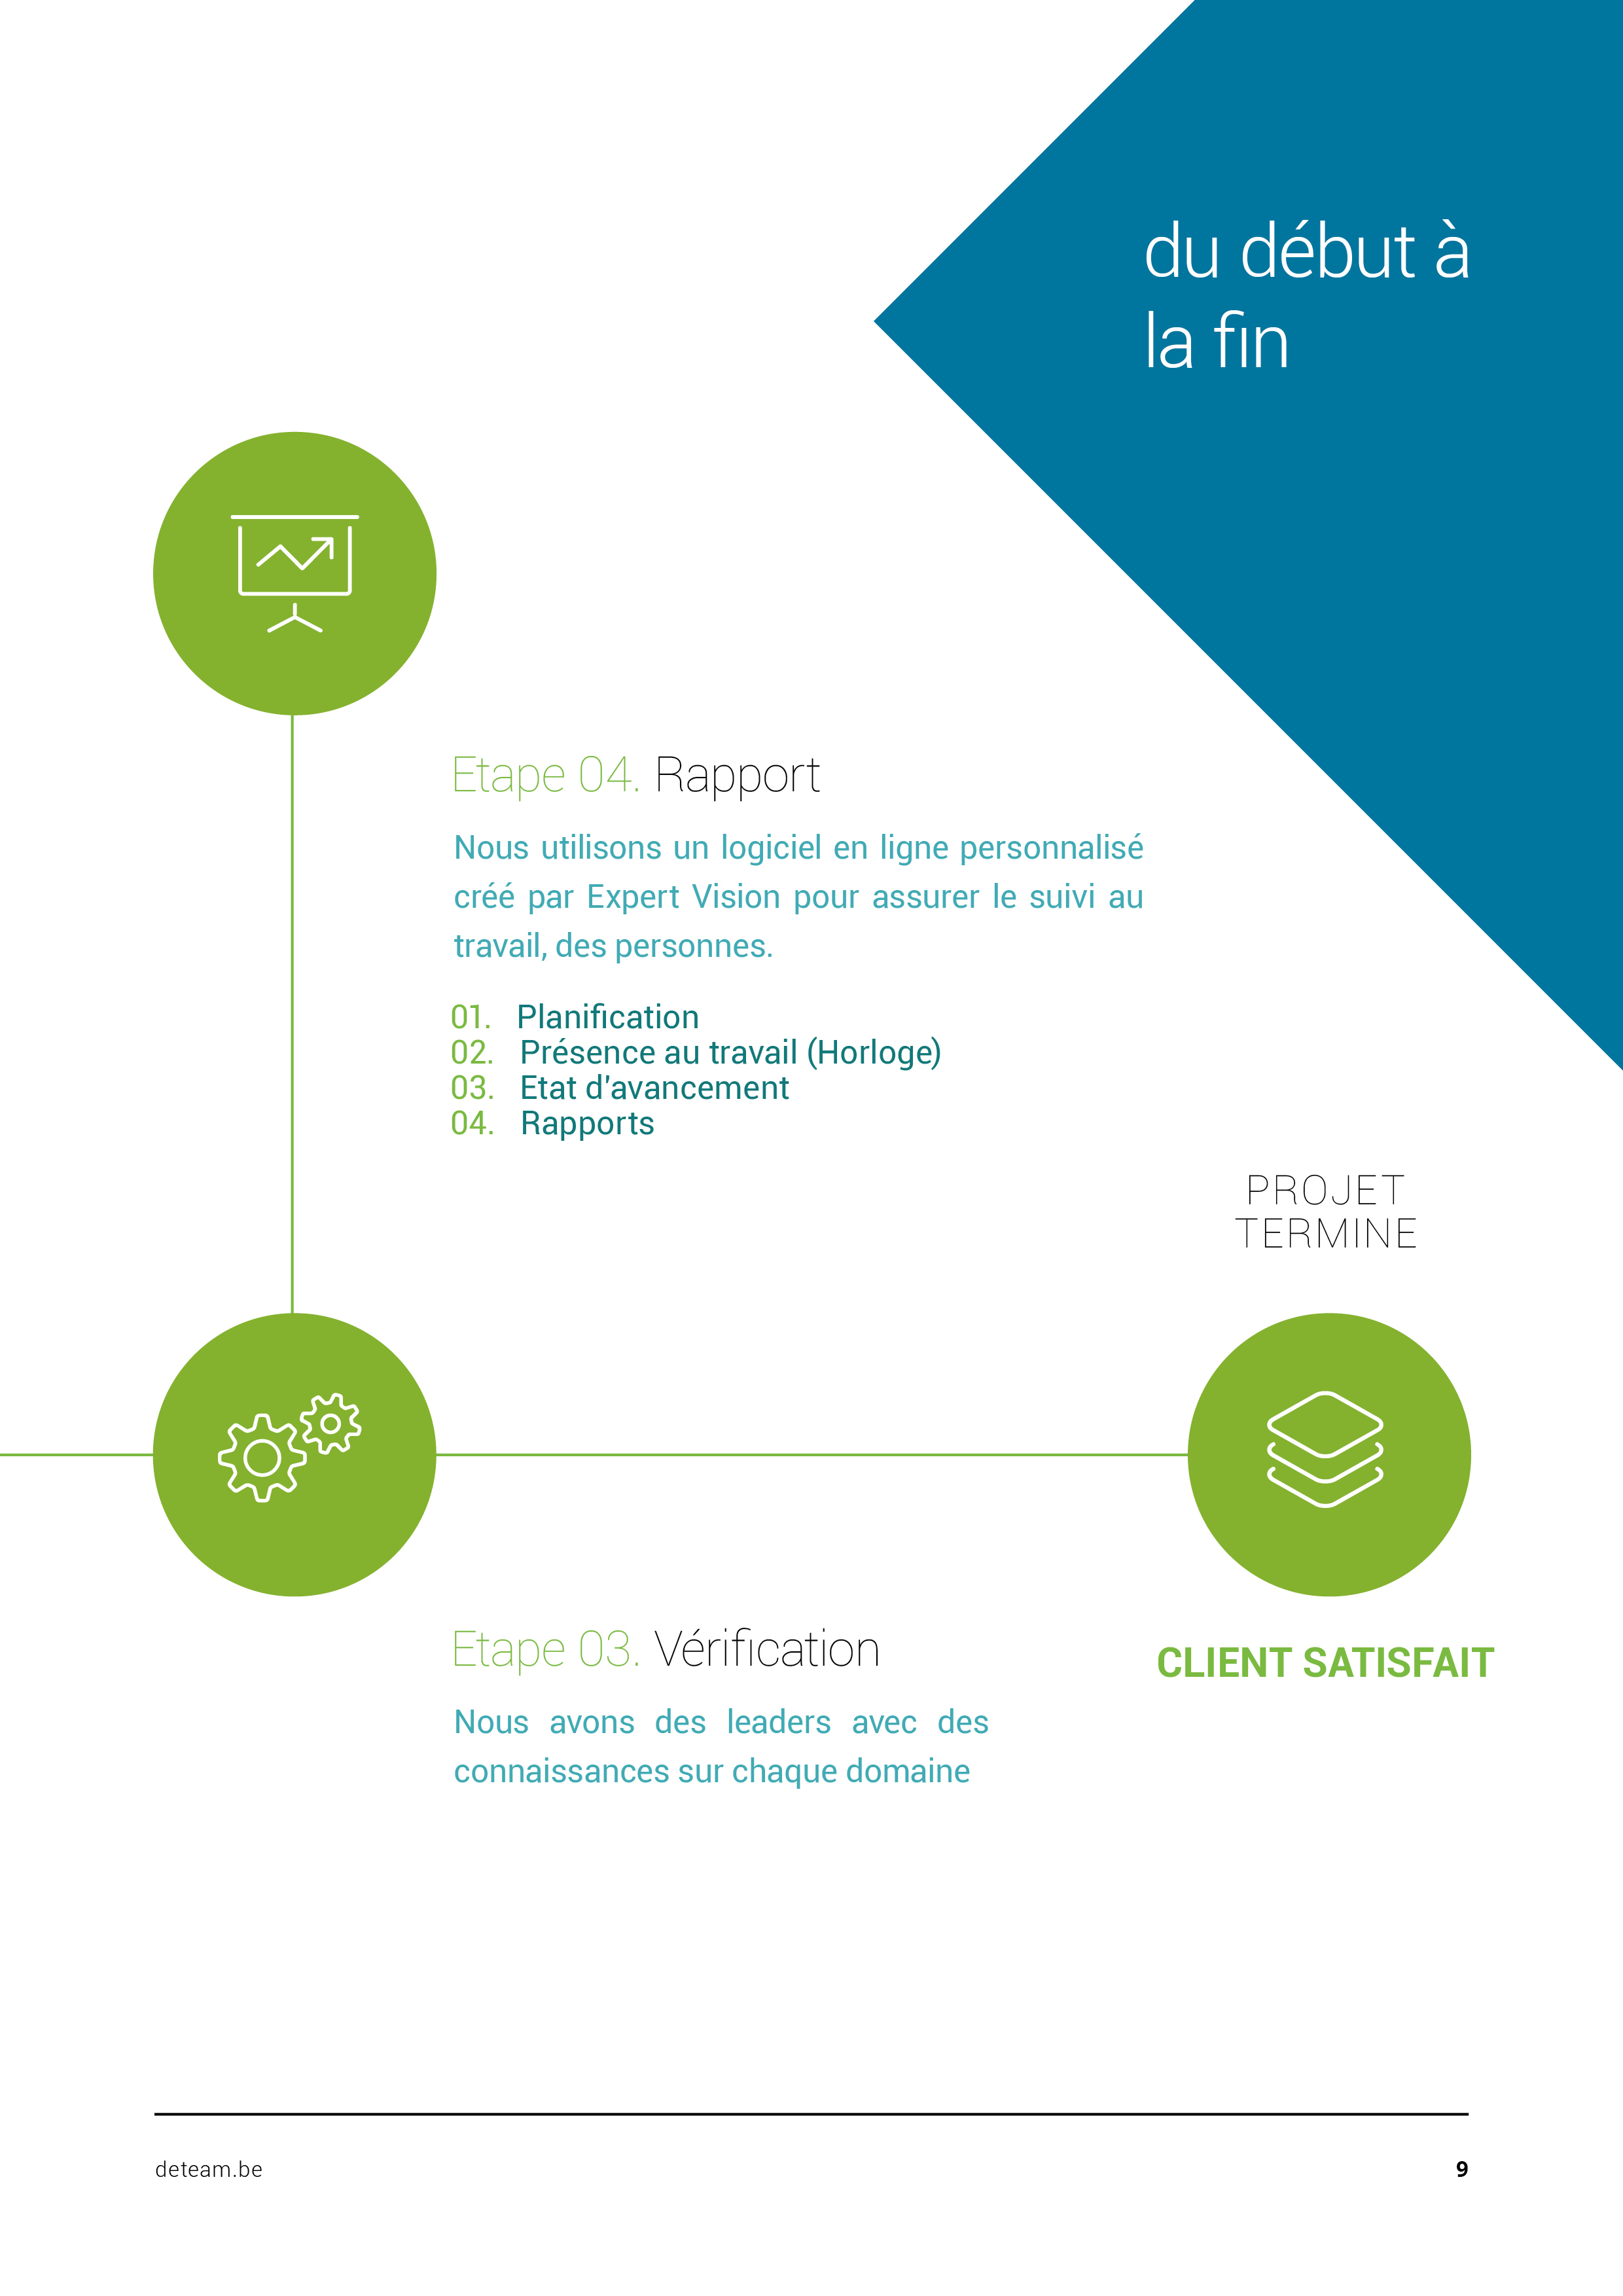 du début à
la fin
Etape 04. Rapport
Nous utilisons un logiciel en ligne personnalisé
créé par Expert Vision pour assurer le suivi au
travail, des personnes.
01. Planification
02. Présence au travail (Horloge)
03. Etat d'avancement
04. Rapports
PROJET
TERMINE
Etape 03. Vérification
CLIENT SATISFAIT
Nous avons des leaders avec des
connaissances sur chaque domaine
deteam.be
9